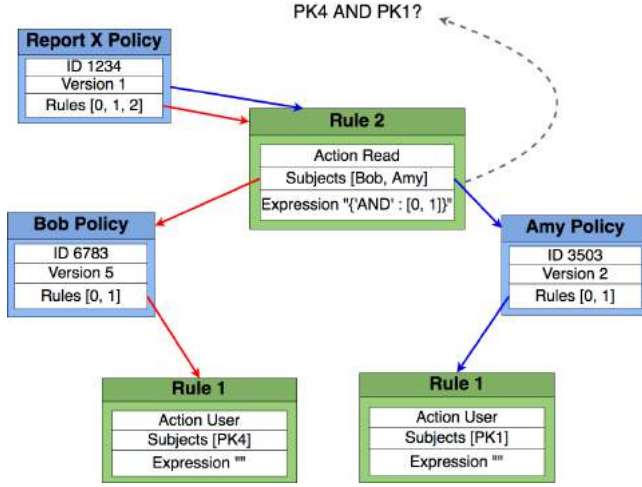 PK4 AND PK1?
Report X Policy
ID 1234
Version 1
Rules [0, 1, 2]
Rule 2
Action Read
Subjects [Bob, Amy]
Expression "{'AND' : [0, 1]}"
Bob Policy
ID 6783
Version 5
Rules [0, 1]
Amy Policy
ID 3503
Version 2
Rules [0, 1]
Rule 1
Action User
Subjects [PK4]
Expression ""
Rule 1
Action User
Subjects [PK1]
Expression ""